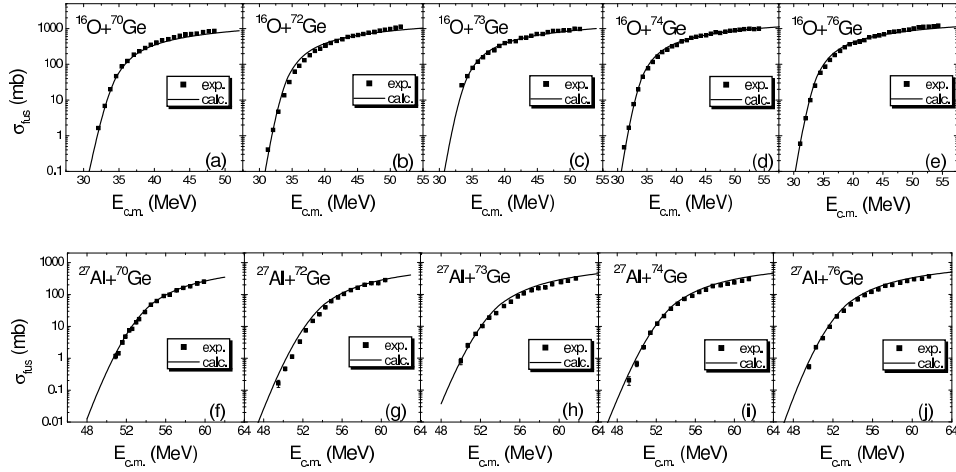 ¹⁶O+⁷⁰Ge ¹⁶O+⁷²Ge ¹⁶O+⁷³Ge ¹⁶O+⁷⁴Ge ¹⁶O+⁷⁶Ge
1000
100
10
1
0.1
σfus (mb)
exp. exp. exp. exp. exp.
calc. calc. calc. calc. calc.
(a) (b) (c) (d) (e)
30 35 40 45 50 30 35 40 45 50 55 30 35 40 45 50 55 30 35 40 45 50 55 30 35 40 45 50 55
Ec.m. (MeV) Ec.m. (MeV) Ec.m. (MeV) Ec.m. (MeV) Ec.m. (MeV)
²⁷Al+⁷⁰Ge ²⁷Al+⁷²Ge ²⁷Al+⁷³Ge ²⁷Al+⁷⁴Ge ²⁷Al+⁷⁶Ge
1000
100
10
1
0.1
0.01
σfus (mb)
exp. exp. exp. exp. exp.
calc. calc. calc. calc. calc.
(f) (g) (h) (i) (j)
48 52 56 60 48 52 56 60 64 48 52 56 60 64 48 52 56 60 64 48 52 56 60 64
Ec.m. (MeV) Ec.m. (MeV) Ec.m. (MeV) Ec.m. (MeV) Ec.m. (MeV)